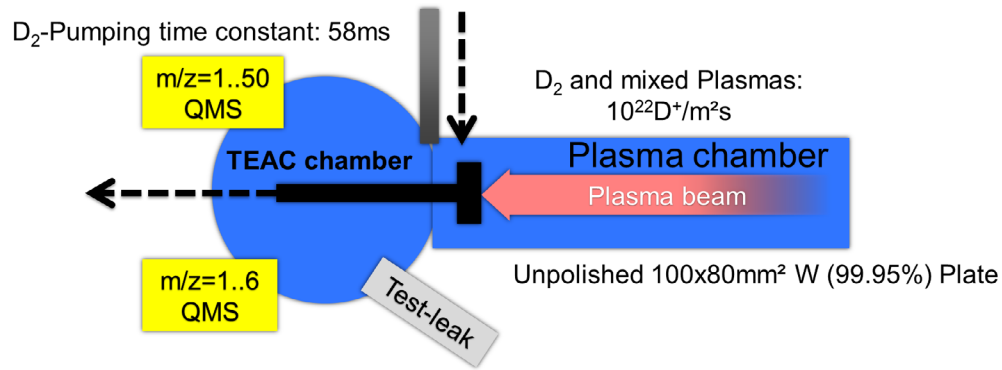 D₂-Pumping time constant: 58ms
m/z=1..50
QMS
D₂ and mixed Plasmas:
10²²D⁺/m²s
TEAC chamber
Plasma chamber
Plasma beam
m/z=1..6
QMS
Test-leak
Unpolished 100x80mm² W (99.95%) Plate